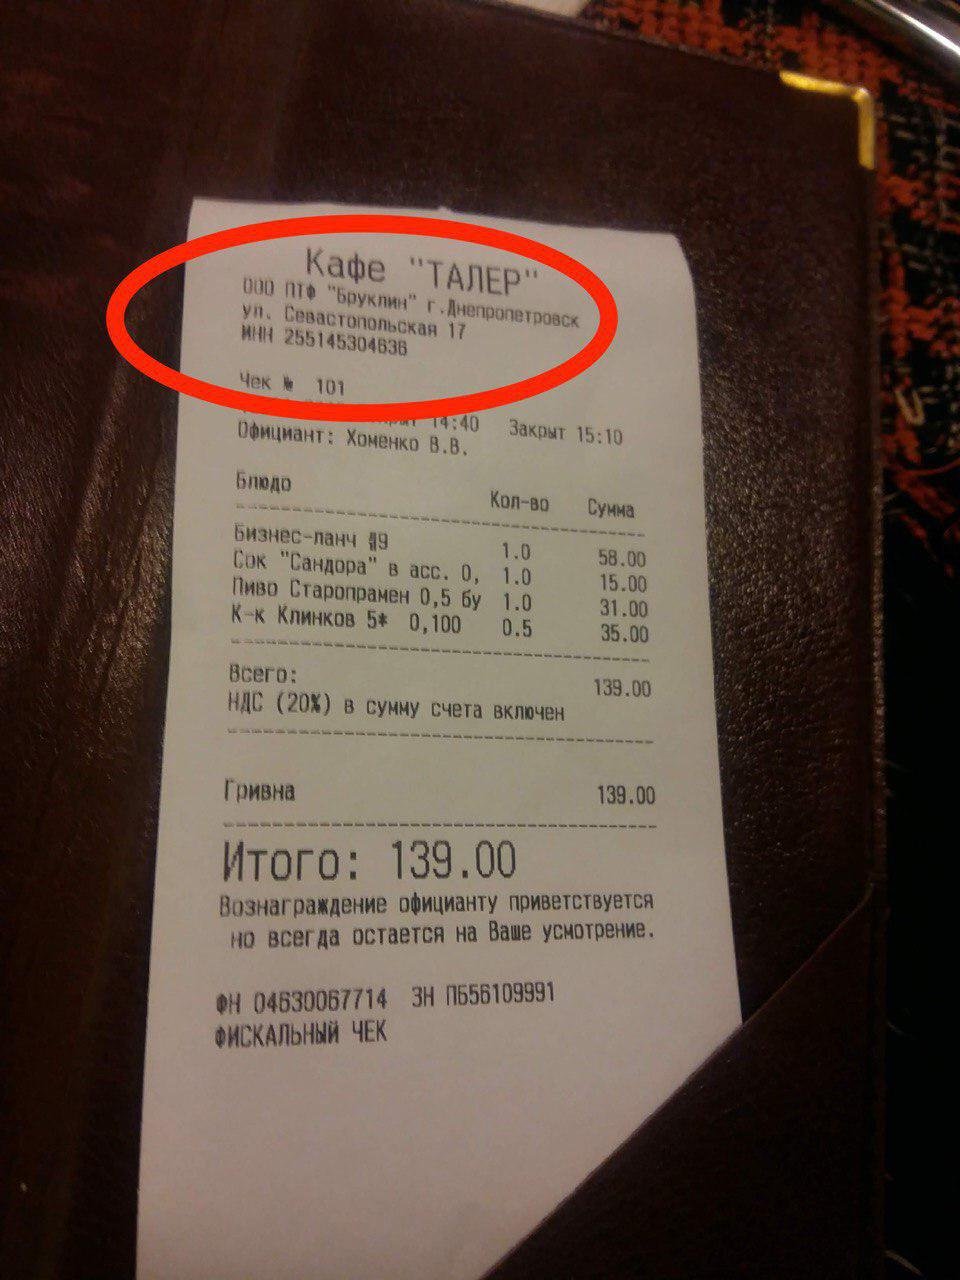 Кафе "ТАЛЕР"
ООО ПТФ "Бруклин" г.Днепропетровск
ул. Севастопольская 17
ИНН 255145304636
Чек № 101
14:40 Закрыт 15:10
Официант: Хоменко В.В.
Блюдо Кол-во Сумма
Бизнес-ланч №9 1.0 58.00
Сок "Сандора" в асс. 0, 1.0 15.00
Пиво Старопрамен 0,5 бу 1.0 31.00
К-к Клинков 5* 0,100 0.5 35.00
Всего: 139.00
НДС (20%) в сумму счета включен
Гривна 139.00
Итого: 139.00
Вознаграждение официанту приветствуется
но всегда остается на Ваше усмотрение.
ФН 04630067714 ЗН ПБ56109991
ФИСКАЛЬНЫЙ ЧЕК